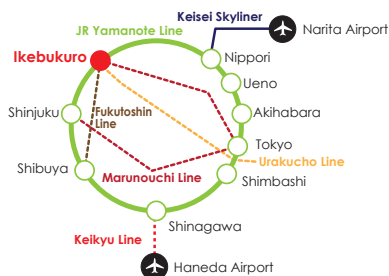 Keisei Skyliner
JR Yamanote Line
Narita Airport
Ikebukuro
Nippori
Ueno
Shinjuku
Fukutoshin
Line
Akihabara
Tokyo
Urakucho Line
Shibuya
Marunouchi Line
Shimbashi
Shinagawa
Keikyu Line
Haneda Airport